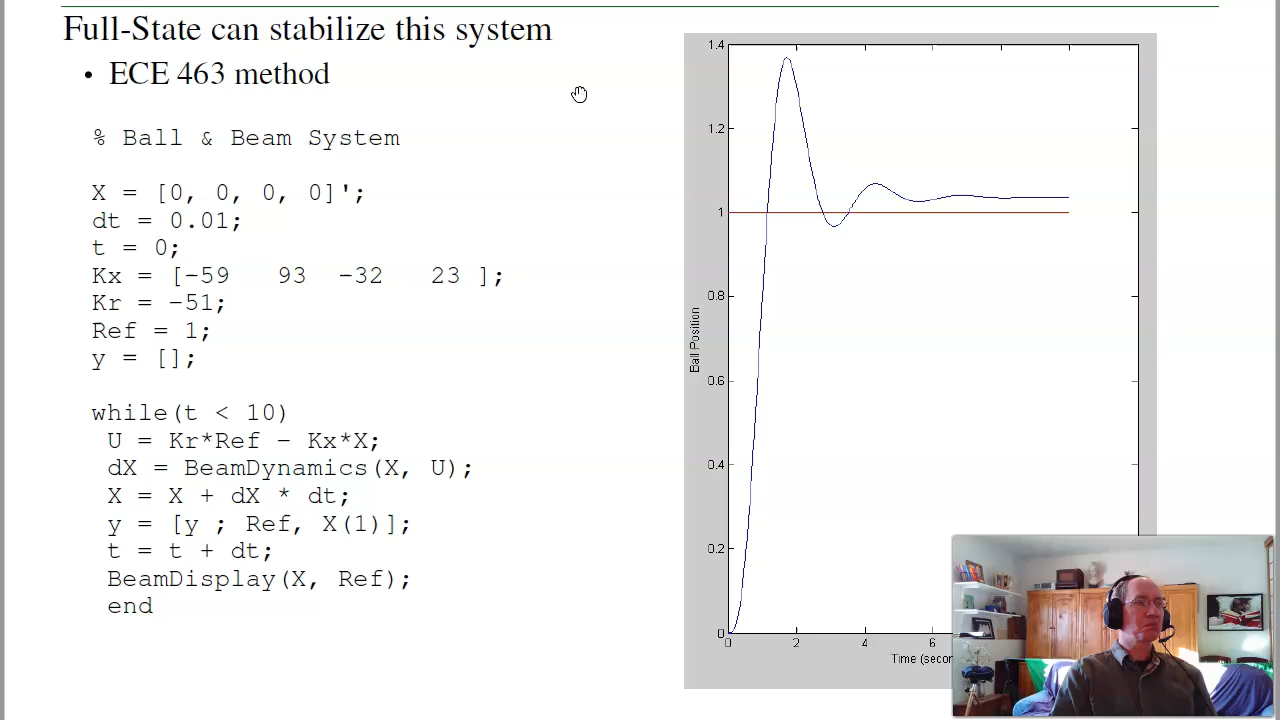 Full-State can stabilize this system
• ECE 463 method
% Ball & Beam System
X = [0, 0, 0, 0]';
dt = 0.01;
t = 0;
Kx = [-59   93  -32   23 ];
Kr = -51;
Ref = 1;
y = [];
while(t < 10)
U = Kr*Ref - Kx*X;
dX = BeamDynamics(X, U);
X = X + dX * dt;
y = [y ; Ref, X(1)];
t = t + dt;
BeamDisplay(X, Ref);
end
1.4
1.2
1
0.8
0.6
0.4
0.2
0
Ball Position
0 2 4 6
Time (secon